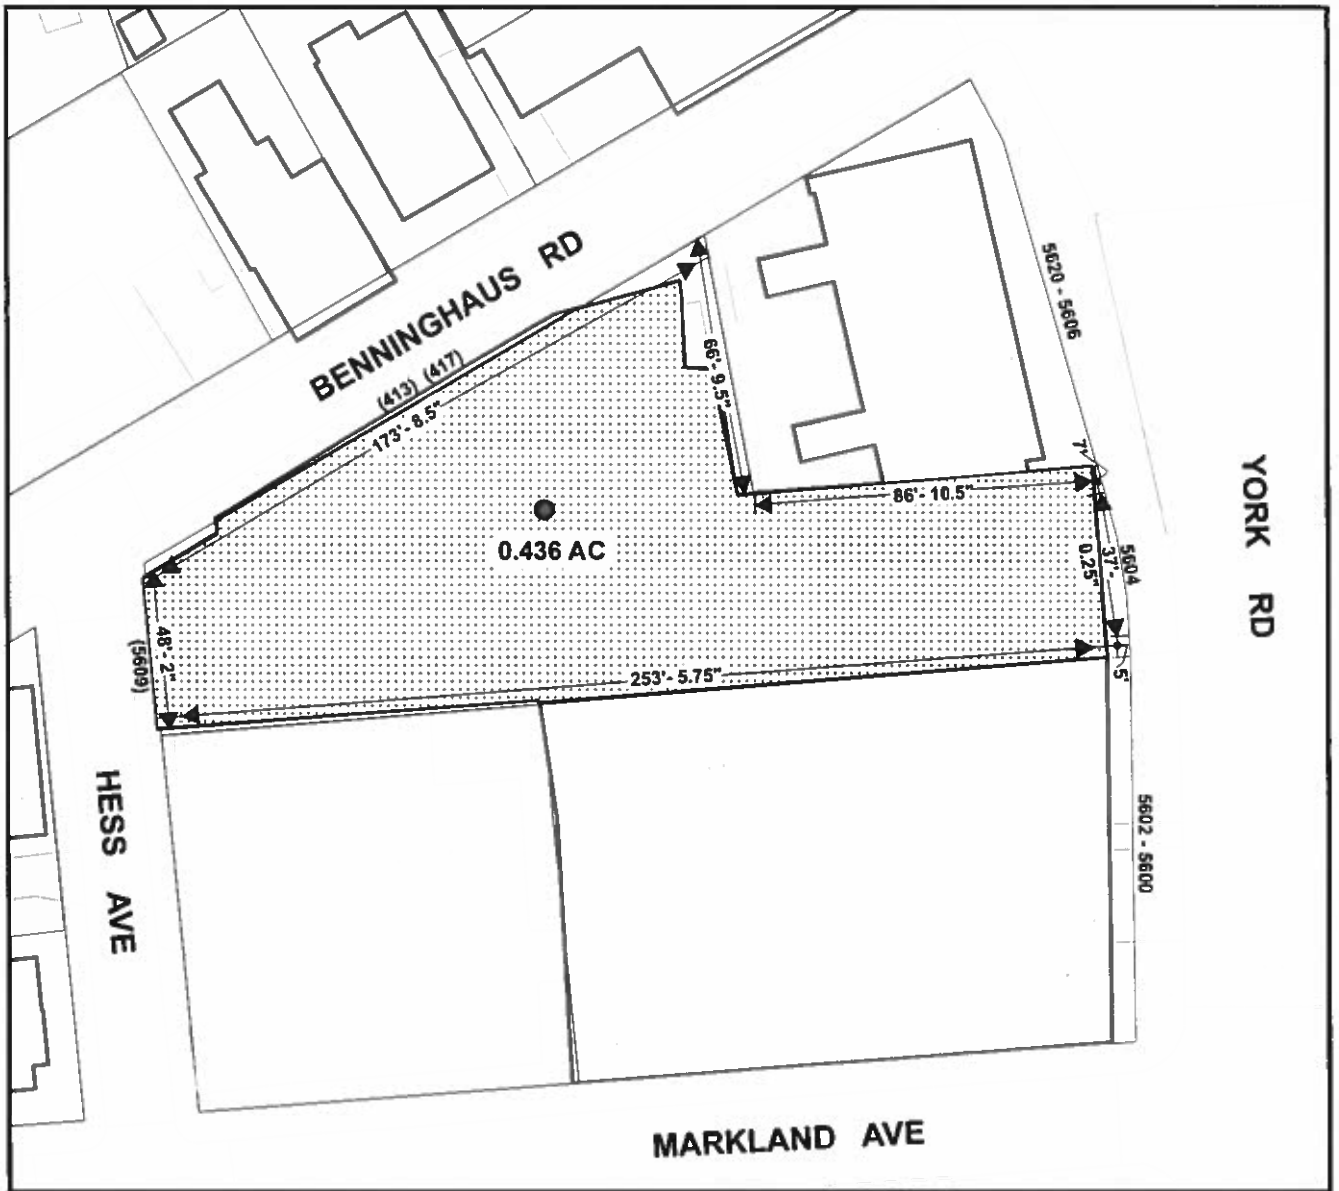 BENNINGHAUS RD
(413) (417)
173'- 8.5"
66'- 9.5"
5620 - 5606
7'
86'- 10.5"
YORK RD
0.436 AC
5604
37'-
0.25"
48'- 2"
(5609)
253'- 5.75"
5'
HESS AVE
5602 - 5600
MARKLAND AVE